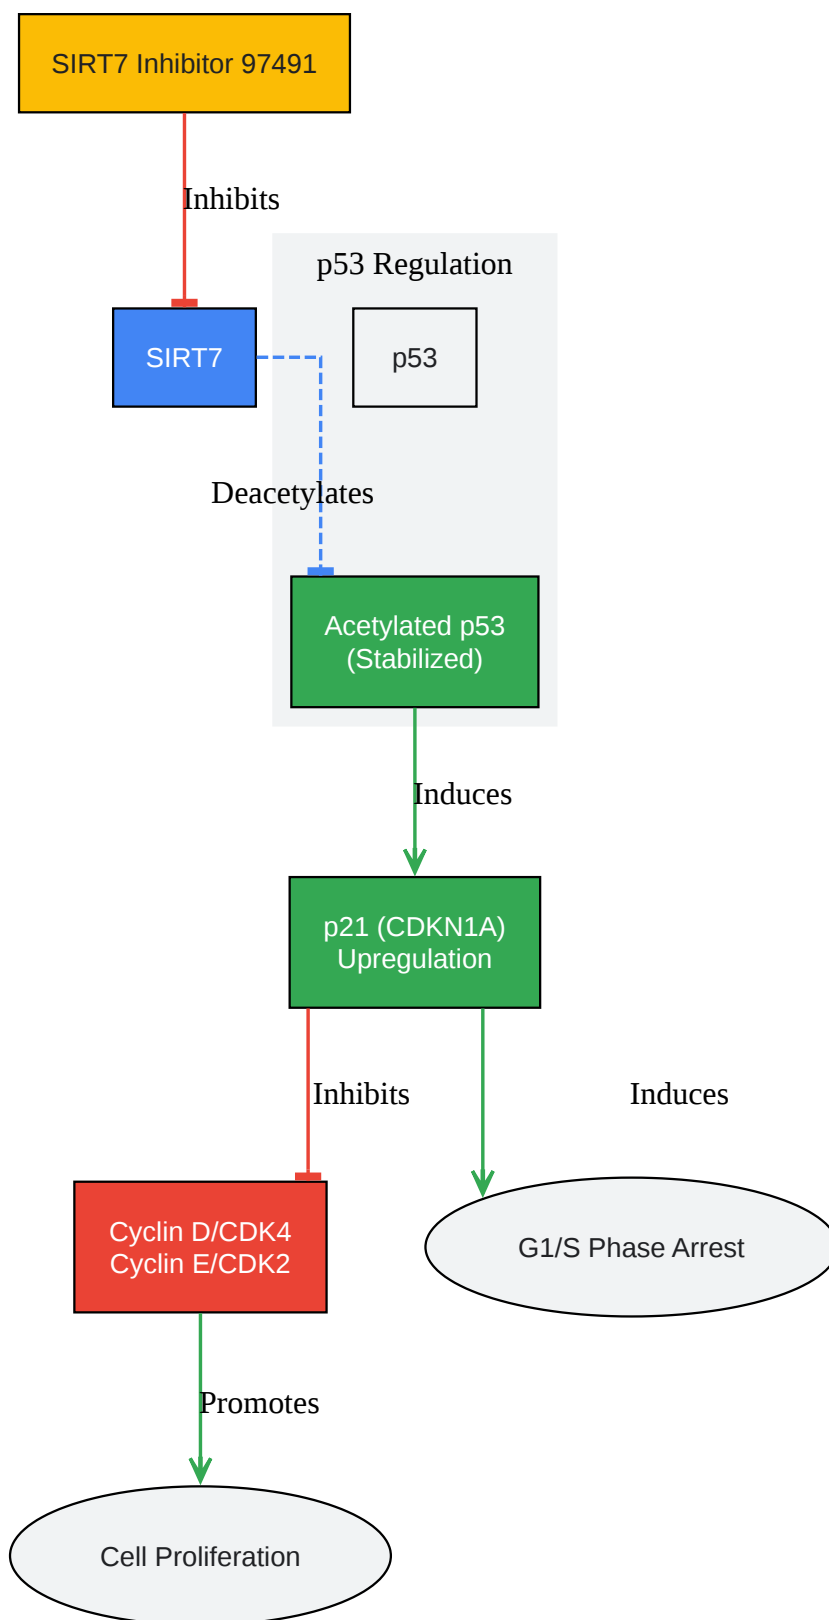 SIRT7 Inhibitor 97491
Inhibits
p53 Regulation
SIRT7
p53
Deacetylates
Acetylated p53
(Stabilized)
Induces
p21 (CDKN1A)
Upregulation
Inhibits
Induces
Cyclin D/CDK4
Cyclin E/CDK2
G1/S Phase Arrest
Promotes
Cell Proliferation